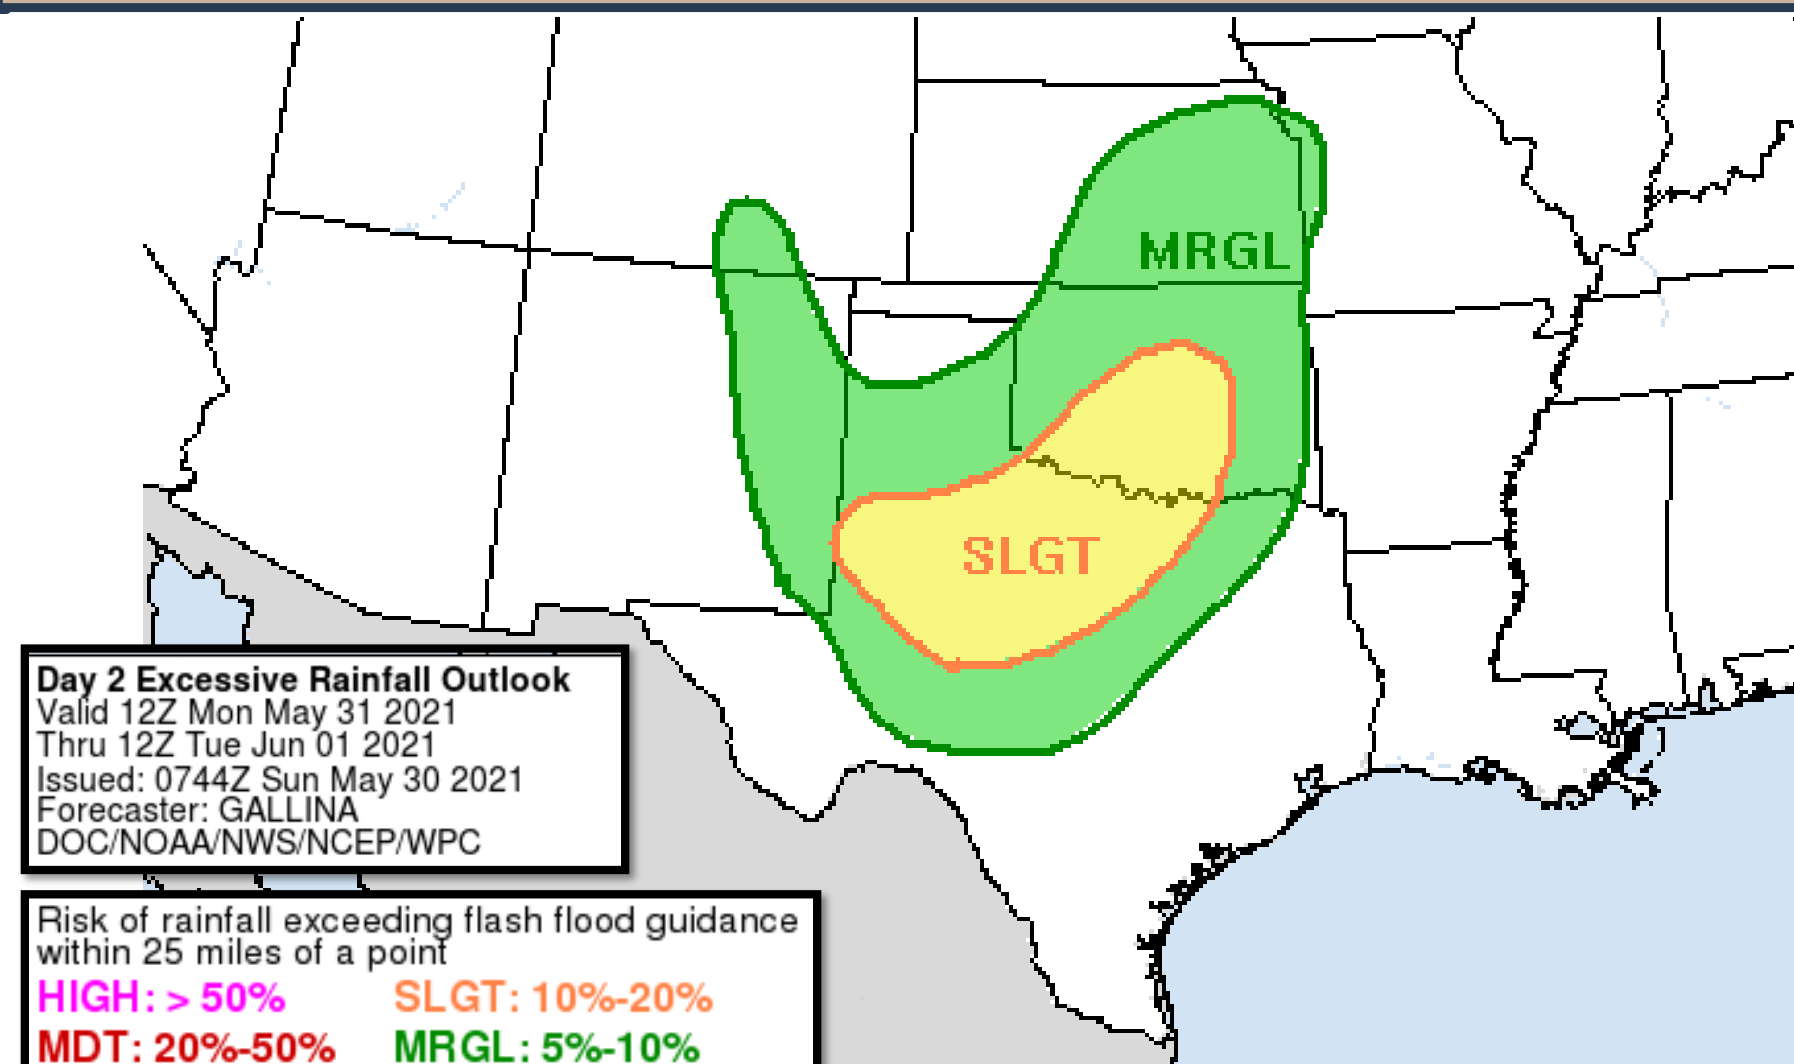 MRGL
SLGT
Day 2 Excessive Rainfall Outlook
Valid 12Z Mon May 31 2021
Thru 12Z Tue Jun 01 2021
Issued: 0744Z Sun May 30 2021
Forecaster: GALLINA
DOC/NOAA/NWS/NCEP/WPC
Risk of rainfall exceeding flash flood guidance
within 25 miles of a point
HIGH: > 50% SLGT: 10%-20%
MDT: 20%-50% MRGL: 5%-10%